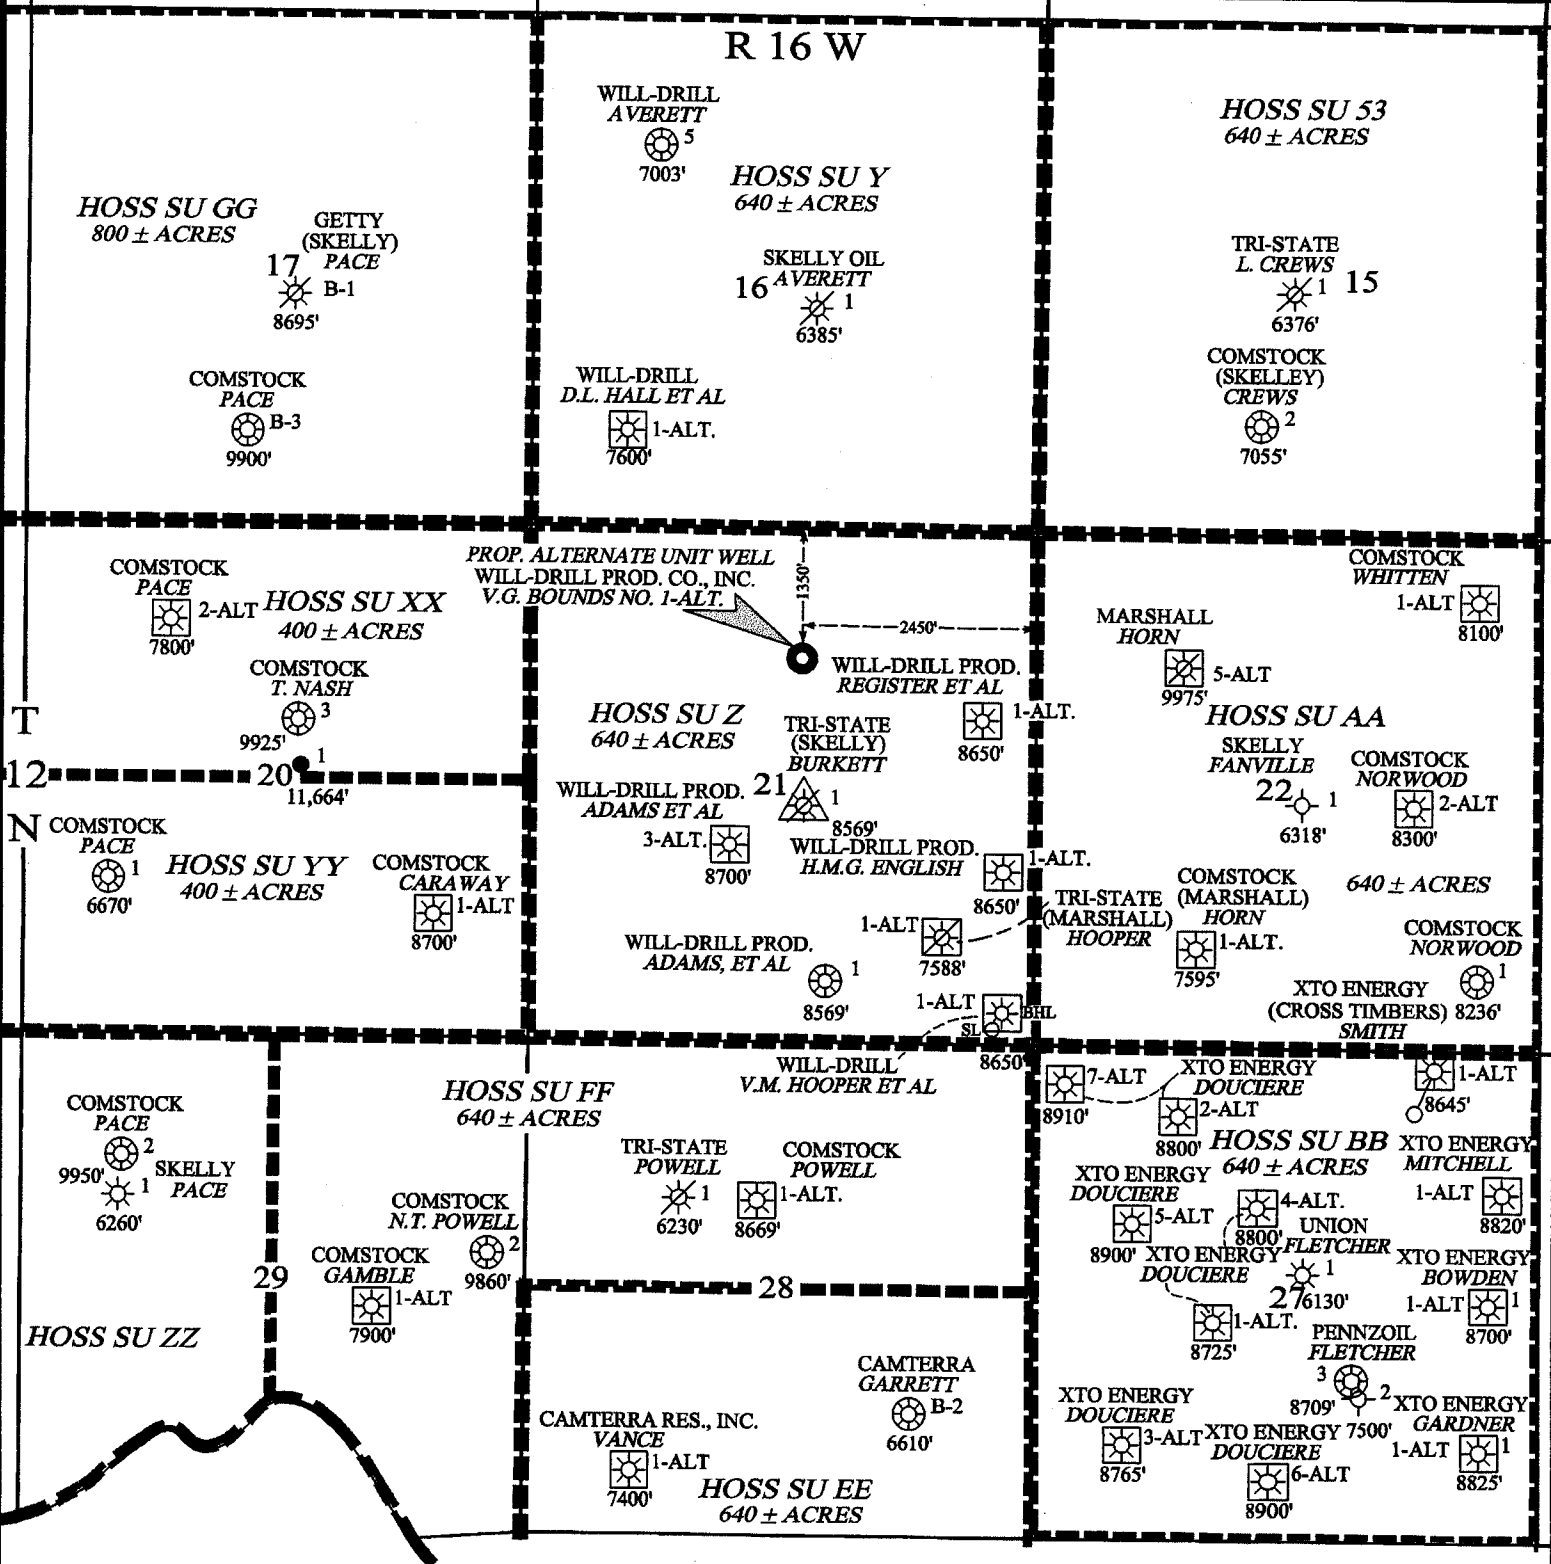 R 16 W
HOSS SU GG
800 ± ACRES
GETTY
(SKELLY)
PACE
17
B-1
8695'
COMSTOCK
PACE
B-3
9900'
WILL-DRILL
AVERETT
5
7003'
HOSS SU Y
640 ± ACRES
SKELLY OIL
AVERETT
16
1
6385'
WILL-DRILL
D.L. HALL ET AL
1-ALT.
7600'
HOSS SU 53
640 ± ACRES
TRI-STATE
L. CREWS
1
15
6376'
COMSTOCK
(SKELLEY)
CREWS
2
7055'
COMSTOCK
PACE
2-ALT
7800'
HOSS SU XX
400 ± ACRES
COMSTOCK
T. NASH
3
9925'
1
20
11,664'
T
12
N
COMSTOCK
PACE
1
6670'
HOSS SU YY
400 ± ACRES
COMSTOCK
CARAWAY
1-ALT
8700'
PROP. ALTERNATE UNIT WELL
WILL-DRILL PROD. CO., INC.
V.G. BOUNDS NO. 1-ALT.
1350'
2450'
WILL-DRILL PROD.
REGISTER ET AL
1-ALT.
8650'
HOSS SU Z
640 ± ACRES
TRI-STATE
(SKELLY)
BURKETT
21
1
8569'
WILL-DRILL PROD.
ADAMS ET AL
3-ALT.
8700'
WILL-DRILL PROD.
H.M.G. ENGLISH
1-ALT.
8650'
1-ALT
7588'
TRI-STATE
(MARSHALL)
HOOPER
WILL-DRILL PROD.
ADAMS, ET AL
1
8569'
1-ALT
BHL
SL
8650'
WILL-DRILL
V.M. HOOPER ET AL
COMSTOCK
WHITTEN
1-ALT
8100'
MARSHALL
HORN
5-ALT
9975'
HOSS SU AA
SKELLY
FANVILLE
22
1
6318'
COMSTOCK
NORWOOD
2-ALT
8300'
640 ± ACRES
COMSTOCK
(MARSHALL)
HORN
1-ALT.
7595'
COMSTOCK
NORWOOD
1
8236'
XTO ENERGY
(CROSS TIMBERS)
SMITH
1-ALT
8645'
COMSTOCK
PACE
2
9950'
SKELLY
PACE
1
6260'
29
HOSS SU ZZ
HOSS SU FF
640 ± ACRES
COMSTOCK
N.T. POWELL
2
9860'
COMSTOCK
GAMBLE
1-ALT
7900'
TRI-STATE
POWELL
1
6230'
COMSTOCK
POWELL
1-ALT.
8669'
28
CAMTERRA
GARRETT
B-2
6610'
CAMTERRA RES., INC.
VANCE
1-ALT
7400'
HOSS SU EE
640 ± ACRES
7-ALT
8910'
XTO ENERGY
DOUCIERE
2-ALT
8800'
HOSS SU BB
640 ± ACRES
XTO ENERGY
MITCHELL
1-ALT
8820'
XTO ENERGY
DOUCIERE
5-ALT
8900'
4-ALT.
8800'
XTO ENERGY
DOUCIERE
1-ALT.
8725'
UNION
FLETCHER
1
27
6130'
XTO ENERGY
BOWDEN
1-ALT
1
8700'
PENNZOIL
FLETCHER
3
2
8709'
7500'
XTO ENERGY
DOUCIERE
3-ALT
8765'
XTO ENERGY
DOUCIERE
6-ALT
8900'
XTO ENERGY
GARDNER
1-ALT
1
8825'